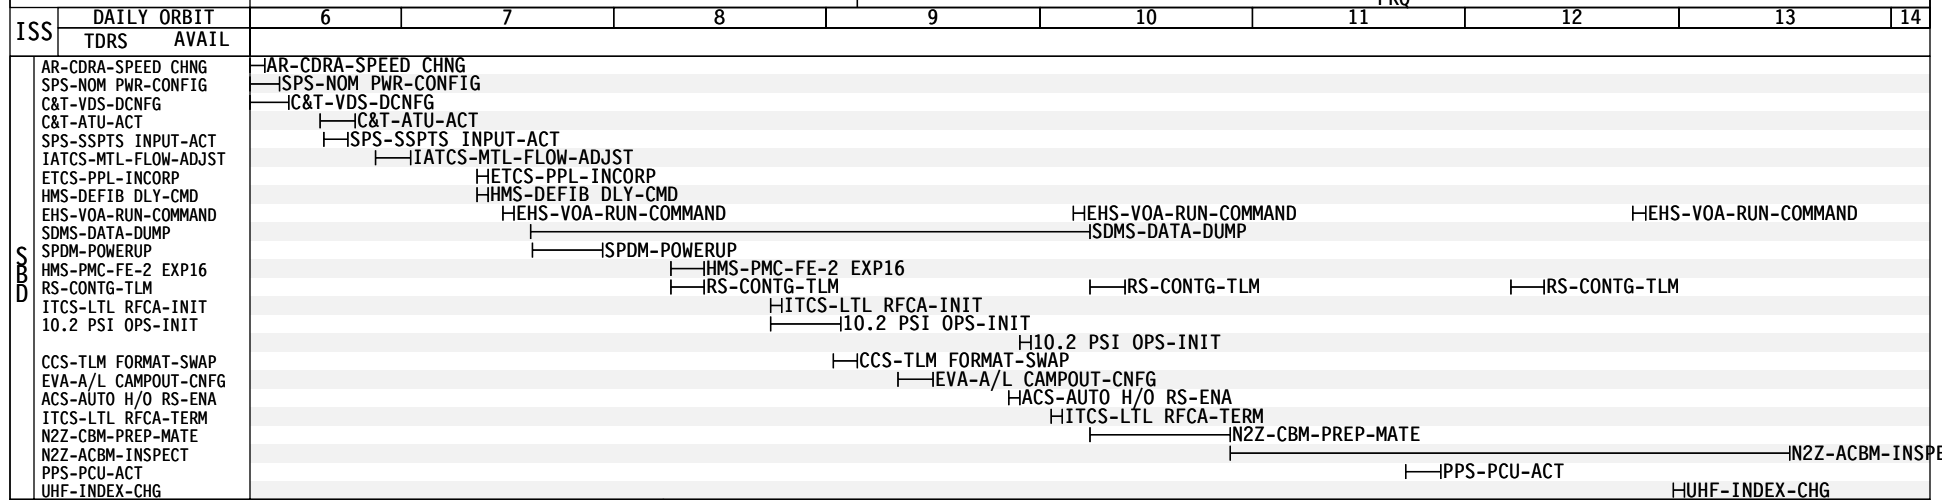 ISS DAILY ORBIT 6 7 8 9 10 11 12 13 14
TDRS AVAIL
SBD
AR-CDRA-SPEED CHNG AR-CDRA-SPEED CHNG
SPS-NOM PWR-CONFIG SPS-NOM PWR-CONFIG
C&T-VDS-DCNFG C&T-VDS-DCNFG
C&T-ATU-ACT C&T-ATU-ACT
SPS-SSPTS INPUT-ACT SPS-SSPTS INPUT-ACT
IATCS-MTL-FLOW-ADJST IATCS-MTL-FLOW-ADJST
ETCS-PPL-INCORP ETCS-PPL-INCORP
HMS-DEFIB DLY-CMD HMS-DEFIB DLY-CMD
EHS-VOA-RUN-COMMAND EHS-VOA-RUN-COMMAND EHS-VOA-RUN-COMMAND EHS-VOA-RUN-COMMAND
SDMS-DATA-DUMP SDMS-DATA-DUMP
SPDM-POWERUP SPDM-POWERUP
HMS-PMC-FE-2 EXP16 HMS-PMC-FE-2 EXP16
RS-CONTG-TLM RS-CONTG-TLM RS-CONTG-TLM RS-CONTG-TLM
ITCS-LTL RFCA-INIT ITCS-LTL RFCA-INIT
10.2 PSI OPS-INIT 10.2 PSI OPS-INIT
10.2 PSI OPS-INIT
CCS-TLM FORMAT-SWAP CCS-TLM FORMAT-SWAP
EVA-A/L CAMPOUT-CNFG EVA-A/L CAMPOUT-CNFG
ACS-AUTO H/O RS-ENA ACS-AUTO H/O RS-ENA
ITCS-LTL RFCA-TERM ITCS-LTL RFCA-TERM
N2Z-CBM-PREP-MATE N2Z-CBM-PREP-MATE
N2Z-ACBM-INSPECT N2Z-ACBM-INSPE
PPS-PCU-ACT PPS-PCU-ACT
UHF-INDEX-CHG UHF-INDEX-CHG